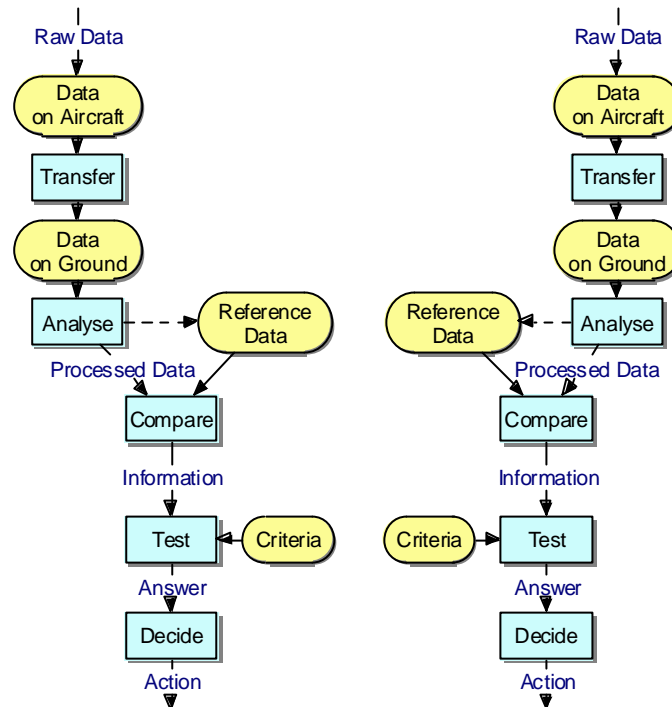 Raw Data
Data
on Aircraft
Transfer
Data
on Ground
Analyse
Reference
Data
Processed Data
Compare
Information
Test
Criteria
Answer
Decide
Action
Raw Data
Data
on Aircraft
Transfer
Data
on Ground
Reference
Data
Analyse
Processed Data
Compare
Information
Criteria
Test
Answer
Decide
Action